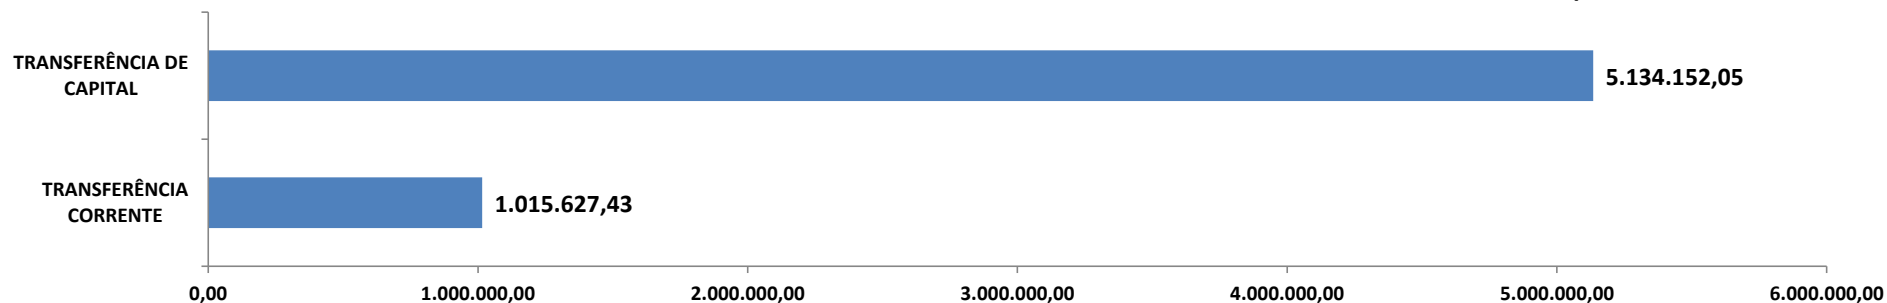 TRANSFERÊNCIA DE
CAPITAL
5.134.152,05
TRANSFERÊNCIA
CORRENTE
1.015.627,43
0,00 1.000.000,00 2.000.000,00 3.000.000,00 4.000.000,00 5.000.000,00 6.000.000,00